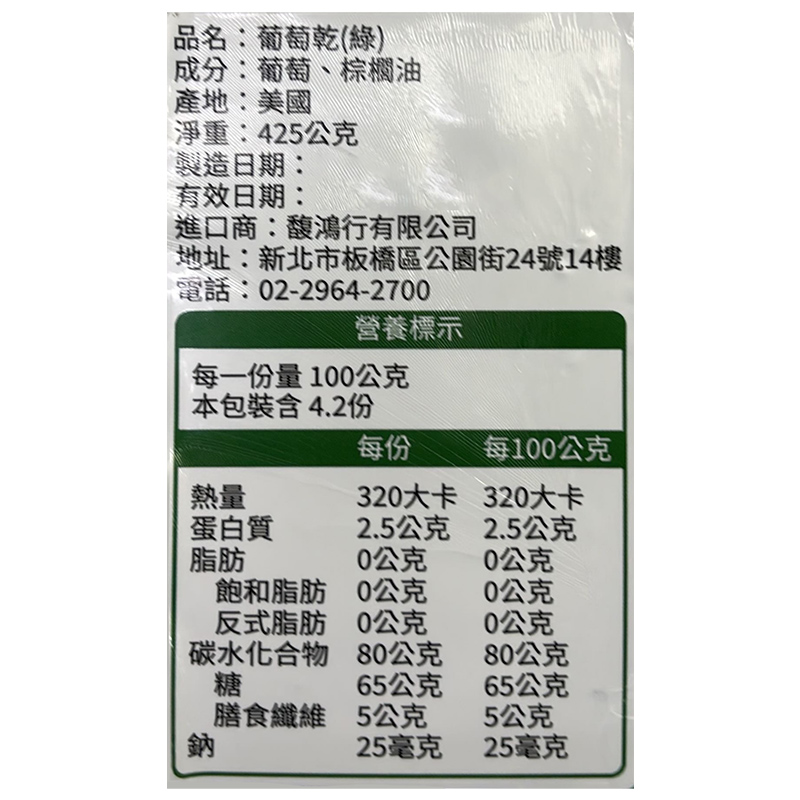 品名：葡萄乾(綠)
成分：葡萄、棕櫚油
產地：美國
淨重：425公克
製造日期：
有效日期：
進口商：馥鴻行有限公司
地址：新北市板橋區公園街24號14樓
電話：02-2964-2700
營養標示
每一份量 100公克
本包裝含 4.2份
每份 每100公克
熱量 320大卡 320大卡
蛋白質 2.5公克 2.5公克
脂肪 0公克 0公克
飽和脂肪 0公克 0公克
反式脂肪 0公克 0公克
碳水化合物 80公克 80公克
糖 65公克 65公克
膳食纖維 5公克 5公克
鈉 25毫克 25毫克